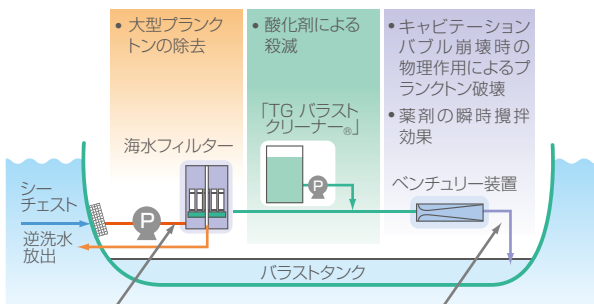 • 大型プランク
トンの除去
• 酸化剤による
殺滅
• キャビテーション
バブル崩壊時の
物理作用によるプ
ランクトン破壊
• 薬剤の瞬時攪拌
効果
「TG バラスト
クリーナー®」
海水フィルター
ベンチュリー装置
シー
チェスト
P
P
逆洗水
放出
バラストタンク